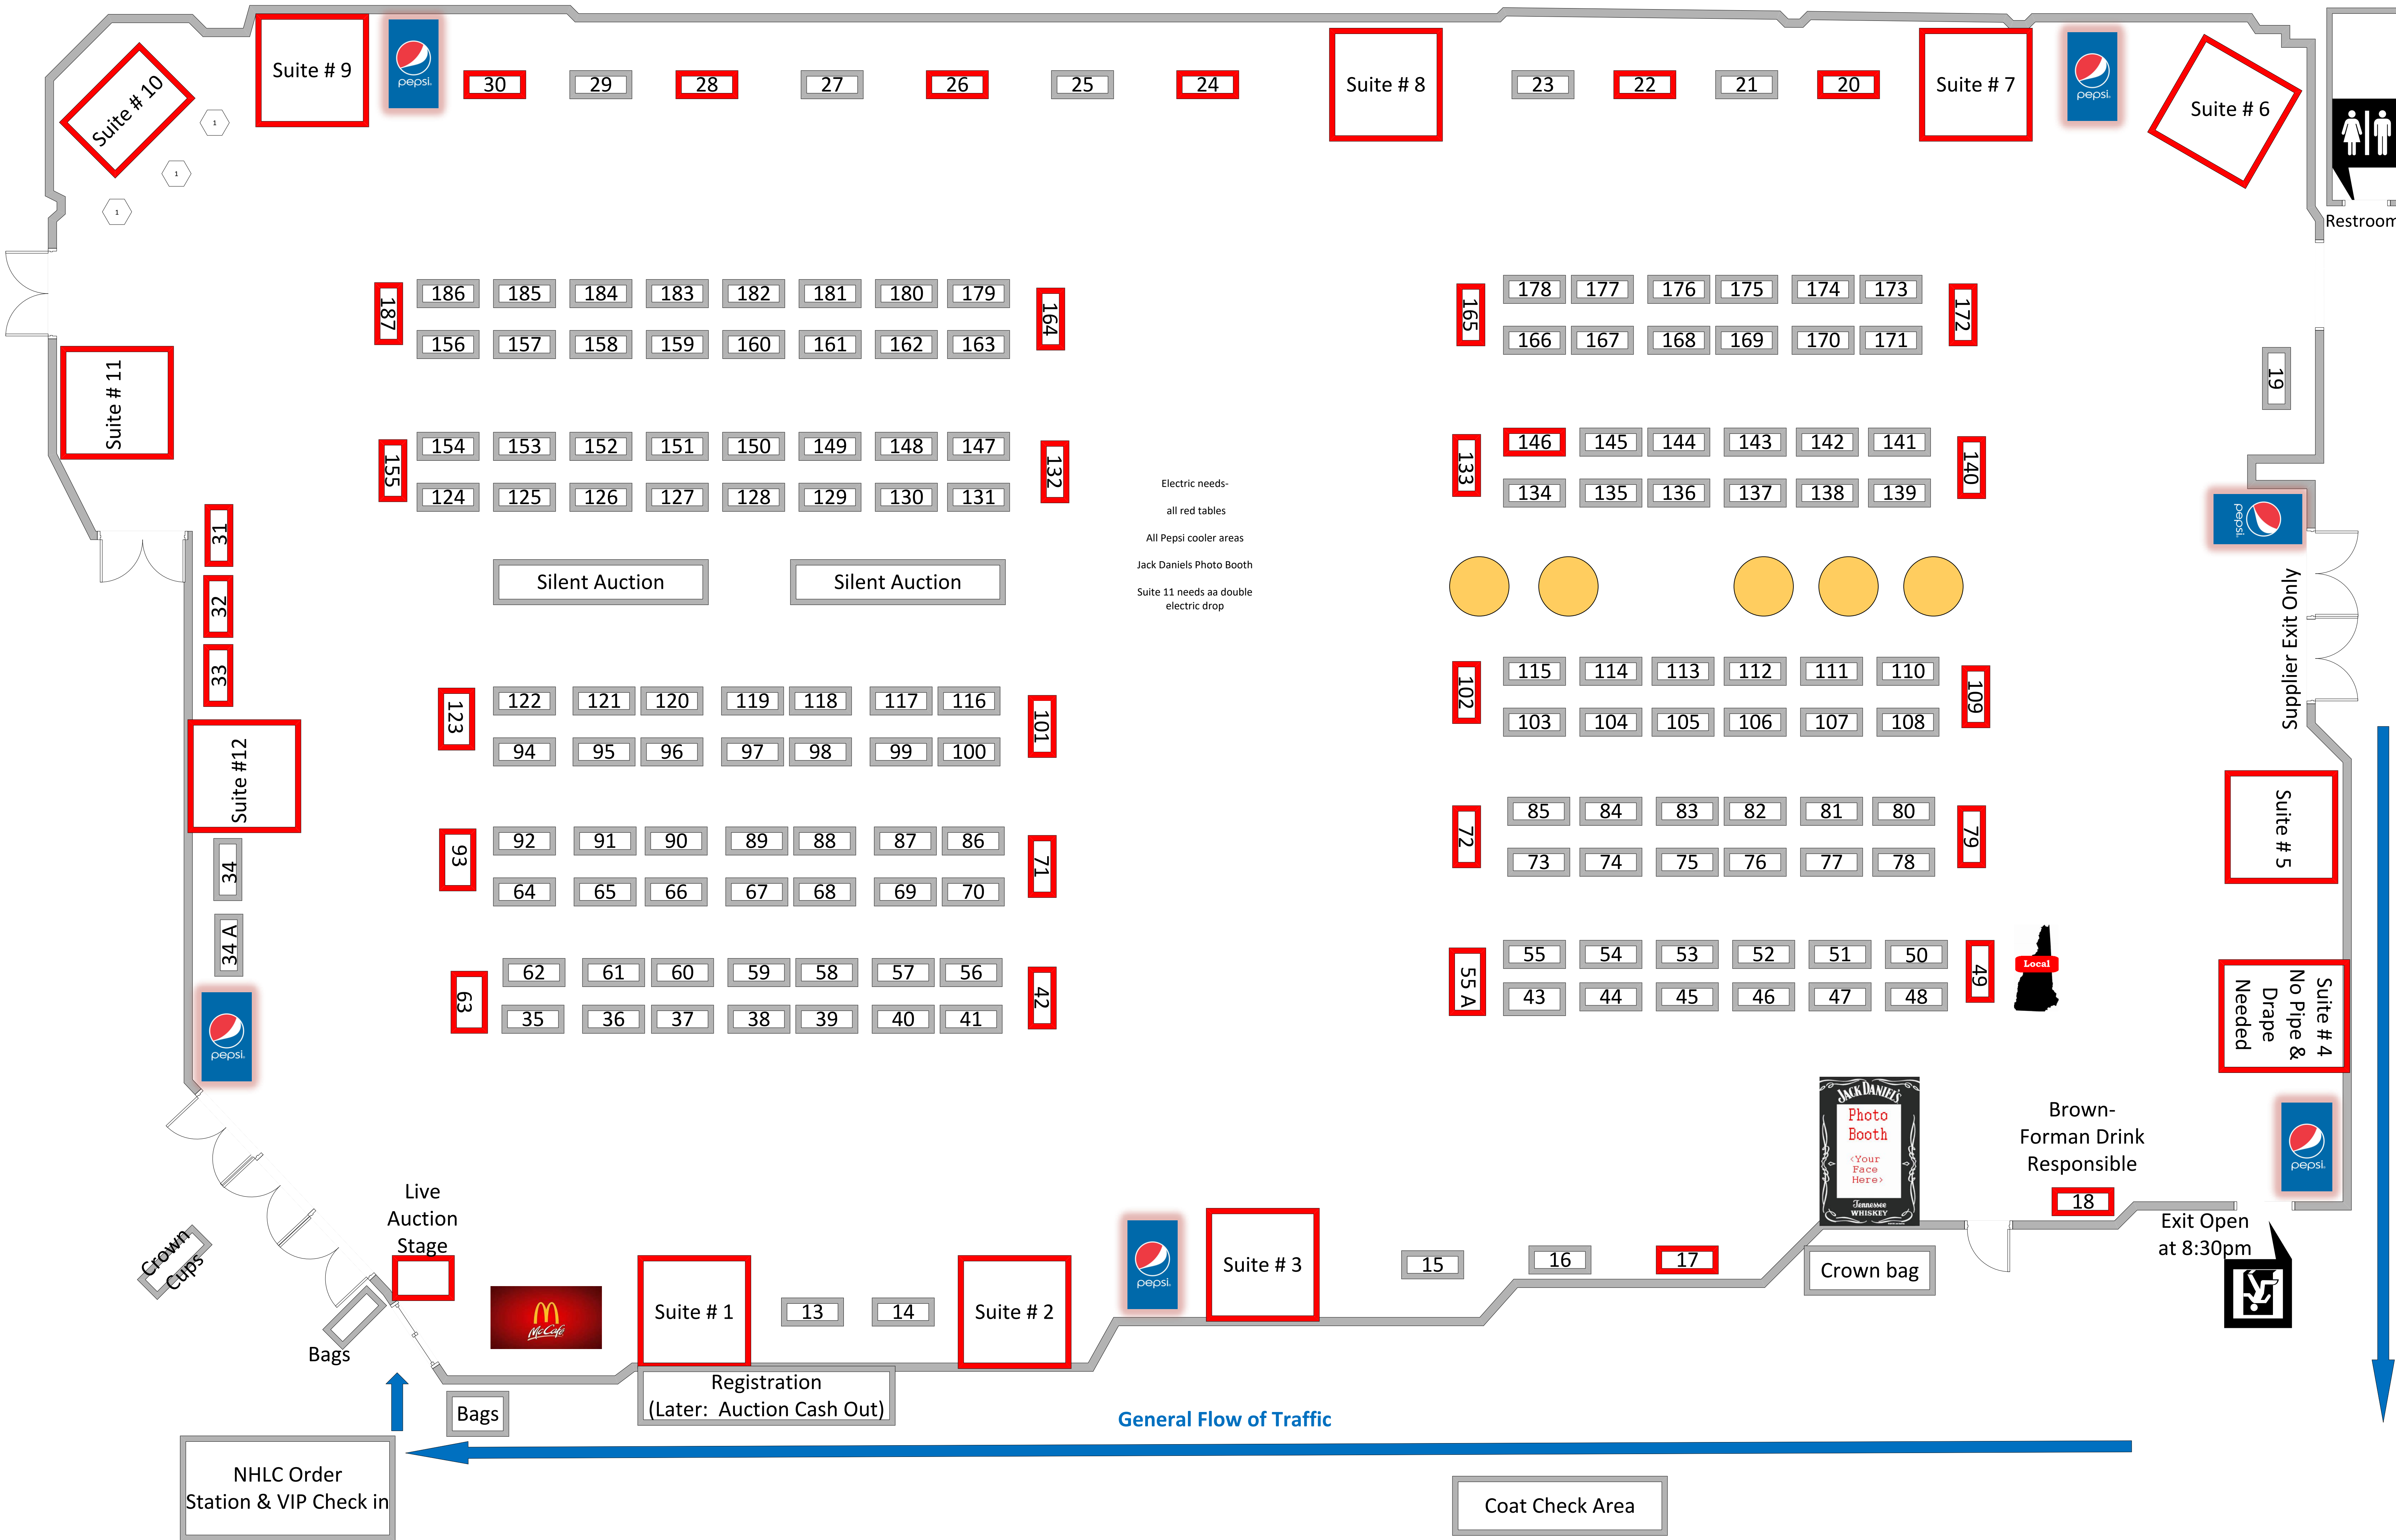 Suite # 9
pepsi.
30
29
28
27
26
25
24
Suite # 8
23
22
21
20
Suite # 7
pepsi.
Suite # 6
Suite # 10
1
1
1
Restroom
187
186
185
184
183
182
181
180
179
164
156
157
158
159
160
161
162
163
165
178
177
176
175
174
173
172
166
167
168
169
170
171
Suite # 11
19
155
154
153
152
151
150
149
148
147
132
124
125
126
127
128
129
130
131
133
146
145
144
143
142
141
140
134
135
136
137
138
139
Electric needs-
all red tables
All Pepsi cooler areas
Jack Daniels Photo Booth
Suite 11 needs aa double
electric drop
pepsi.
31
32
33
Silent Auction
Silent Auction
Supplier Exit Only
123
122
121
120
119
118
117
116
101
94
95
96
97
98
99
100
102
115
114
113
112
111
110
109
103
104
105
106
107
108
Suite #12
Suite # 5
93
92
91
90
89
88
87
86
71
64
65
66
67
68
69
70
72
85
84
83
82
81
80
79
73
74
75
76
77
78
34
34 A
63
62
61
60
59
58
57
56
42
35
36
37
38
39
40
41
55 A
55
54
53
52
51
50
49
43
44
45
46
47
48
Local
Suite # 4
No Pipe &
Drape
Needed
pepsi.
JACK DANIEL'S
Photo
Booth
<Your
Face
Here>
Tennessee
WHISKEY
Brown-
Forman Drink
Responsible
18
pepsi.
Exit Open
at 8:30pm
Live
Auction
Stage
Crown
Cups
Bags
McCafé
Suite # 1
13
14
Suite # 2
pepsi.
Suite # 3
15
16
17
Crown bag
Bags
Registration
(Later: Auction Cash Out)
General Flow of Traffic
NHLC Order
Station & VIP Check in
Coat Check Area